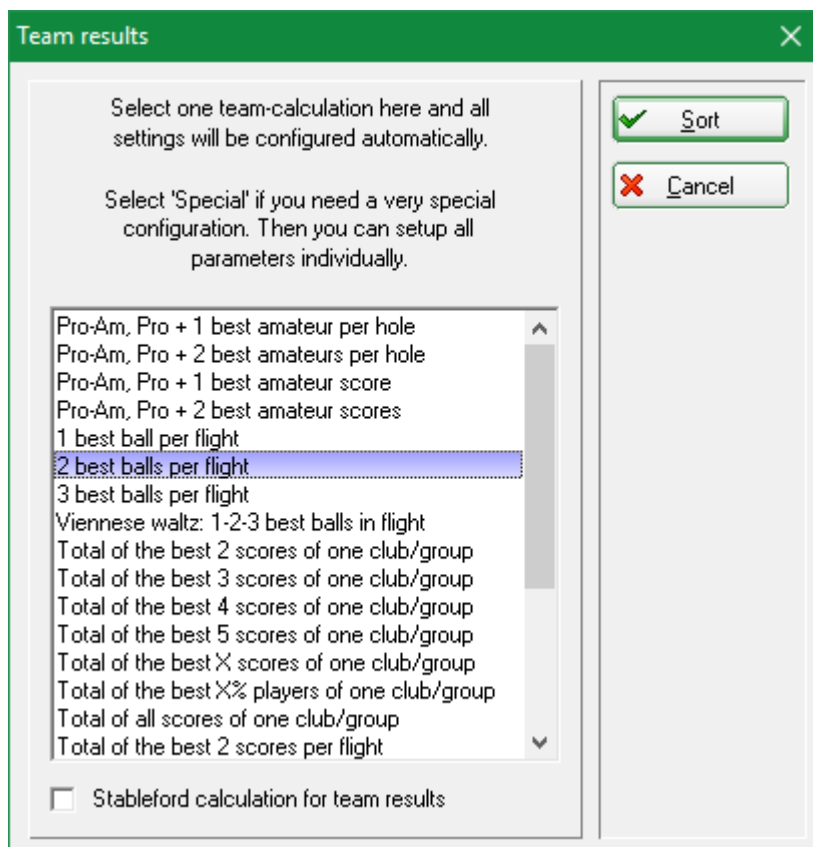 Team results
Select one team-calculation here and all
settings will be configured automatically.
Select 'Special' if you need a very special
configuration. Then you can setup all
parameters individually.
Pro-Am, Pro + 1 best amateur per hole
Pro-Am, Pro + 2 best amateurs per hole
Pro-Am, Pro + 1 best amateur score
Pro-Am, Pro + 2 best amateur scores
1 best ball per flight
2 best balls per flight
3 best balls per flight
Viennese waltz: 1-2-3 best balls in flight
Total of the best 2 scores of one club/group
Total of the best 3 scores of one club/group
Total of the best 4 scores of one club/group
Total of the best 5 scores of one club/group
Total of the best X scores of one club/group
Total of the best X% players of one club/group
Total of all scores of one club/group
Total of the best 2 scores per flight
Stableford calculation for team results
Sort
Cancel